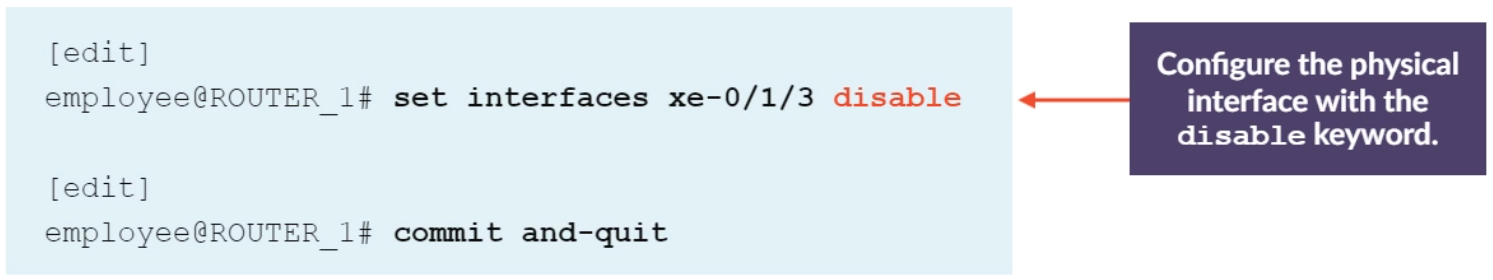 [edit]
employee@ROUTER_1# set interfaces xe-0/1/3 disable
[edit]
employee@ROUTER_1# commit and-quit
Configure the physical
interface with the
disable keyword.